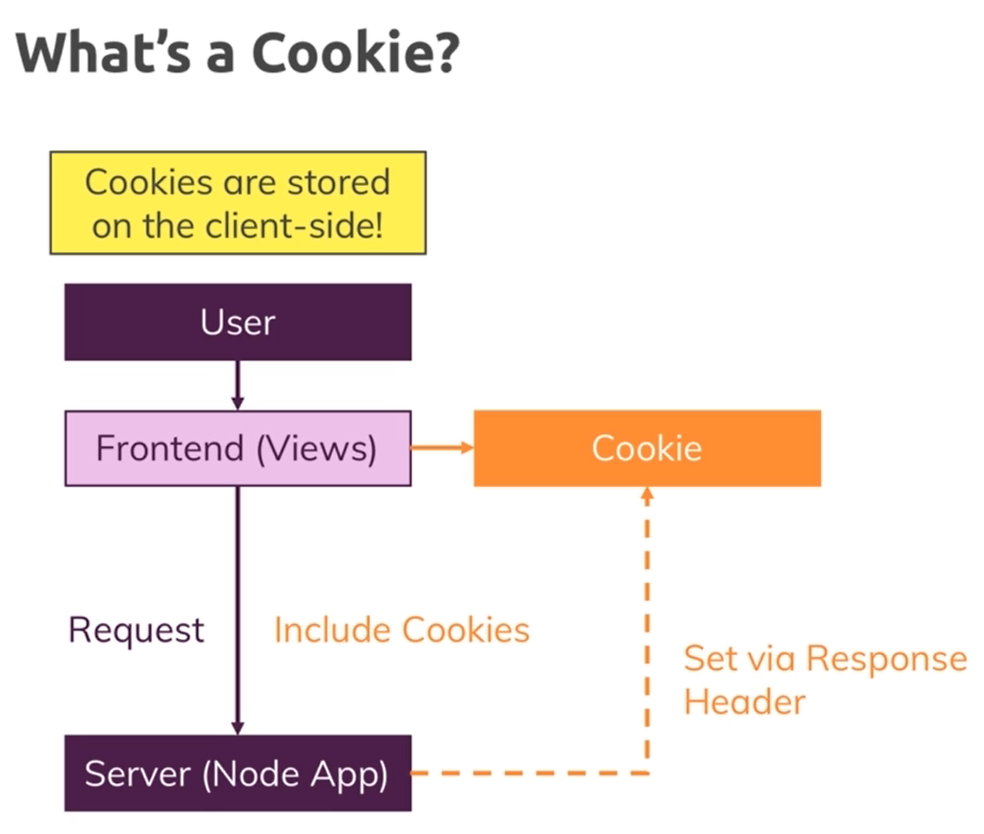 What's a Cookie?
Cookies are stored
on the client-side!
User
Frontend (Views)
Cookie
Request
Include Cookies
Set via Response
Header
Server (Node App)